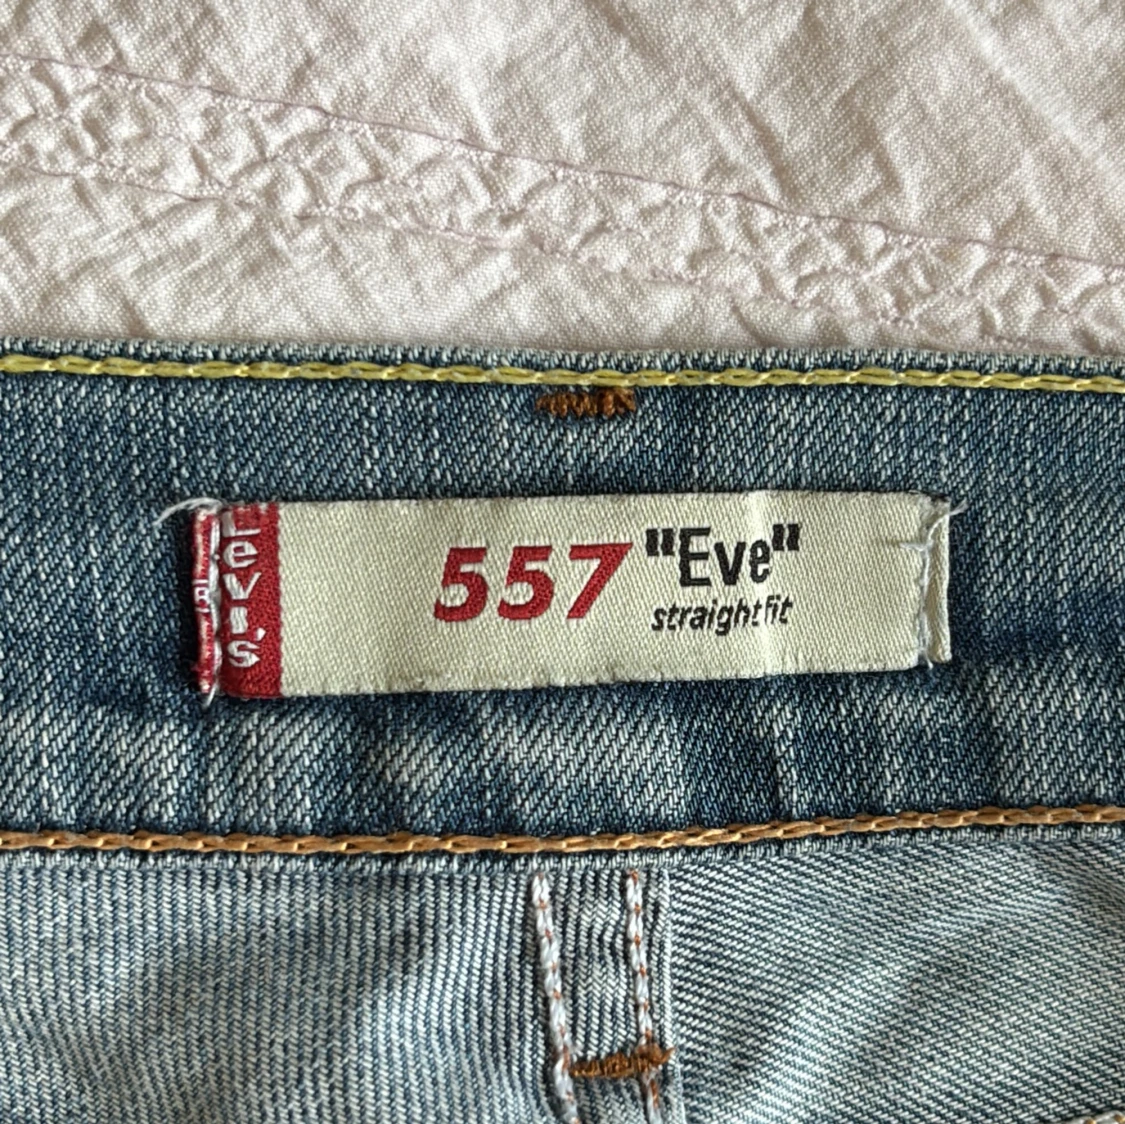 Levi's
R
557 "Eve"
straight fit